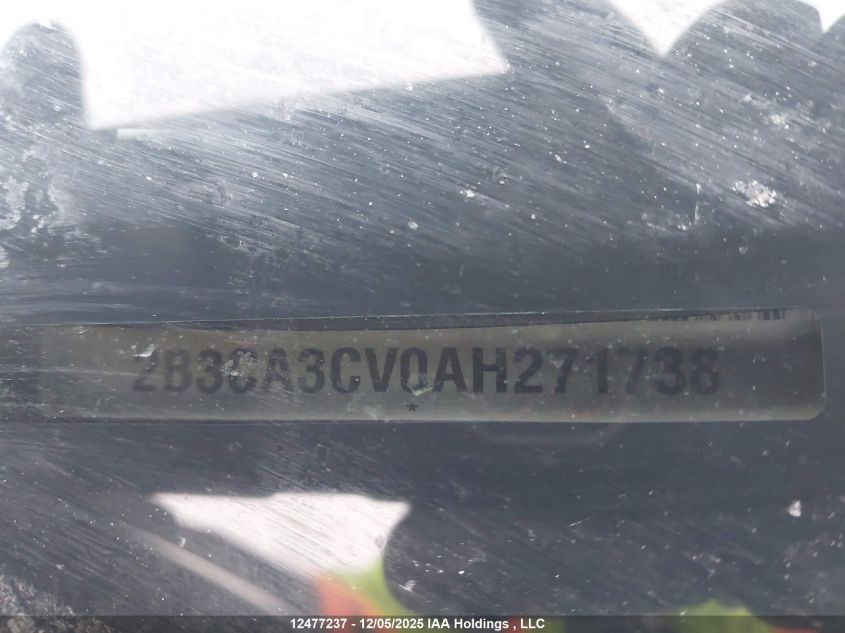 2B3CA3CV0AH271738
*
12477237 - 12/05/2025 IAA Holdings , LLC